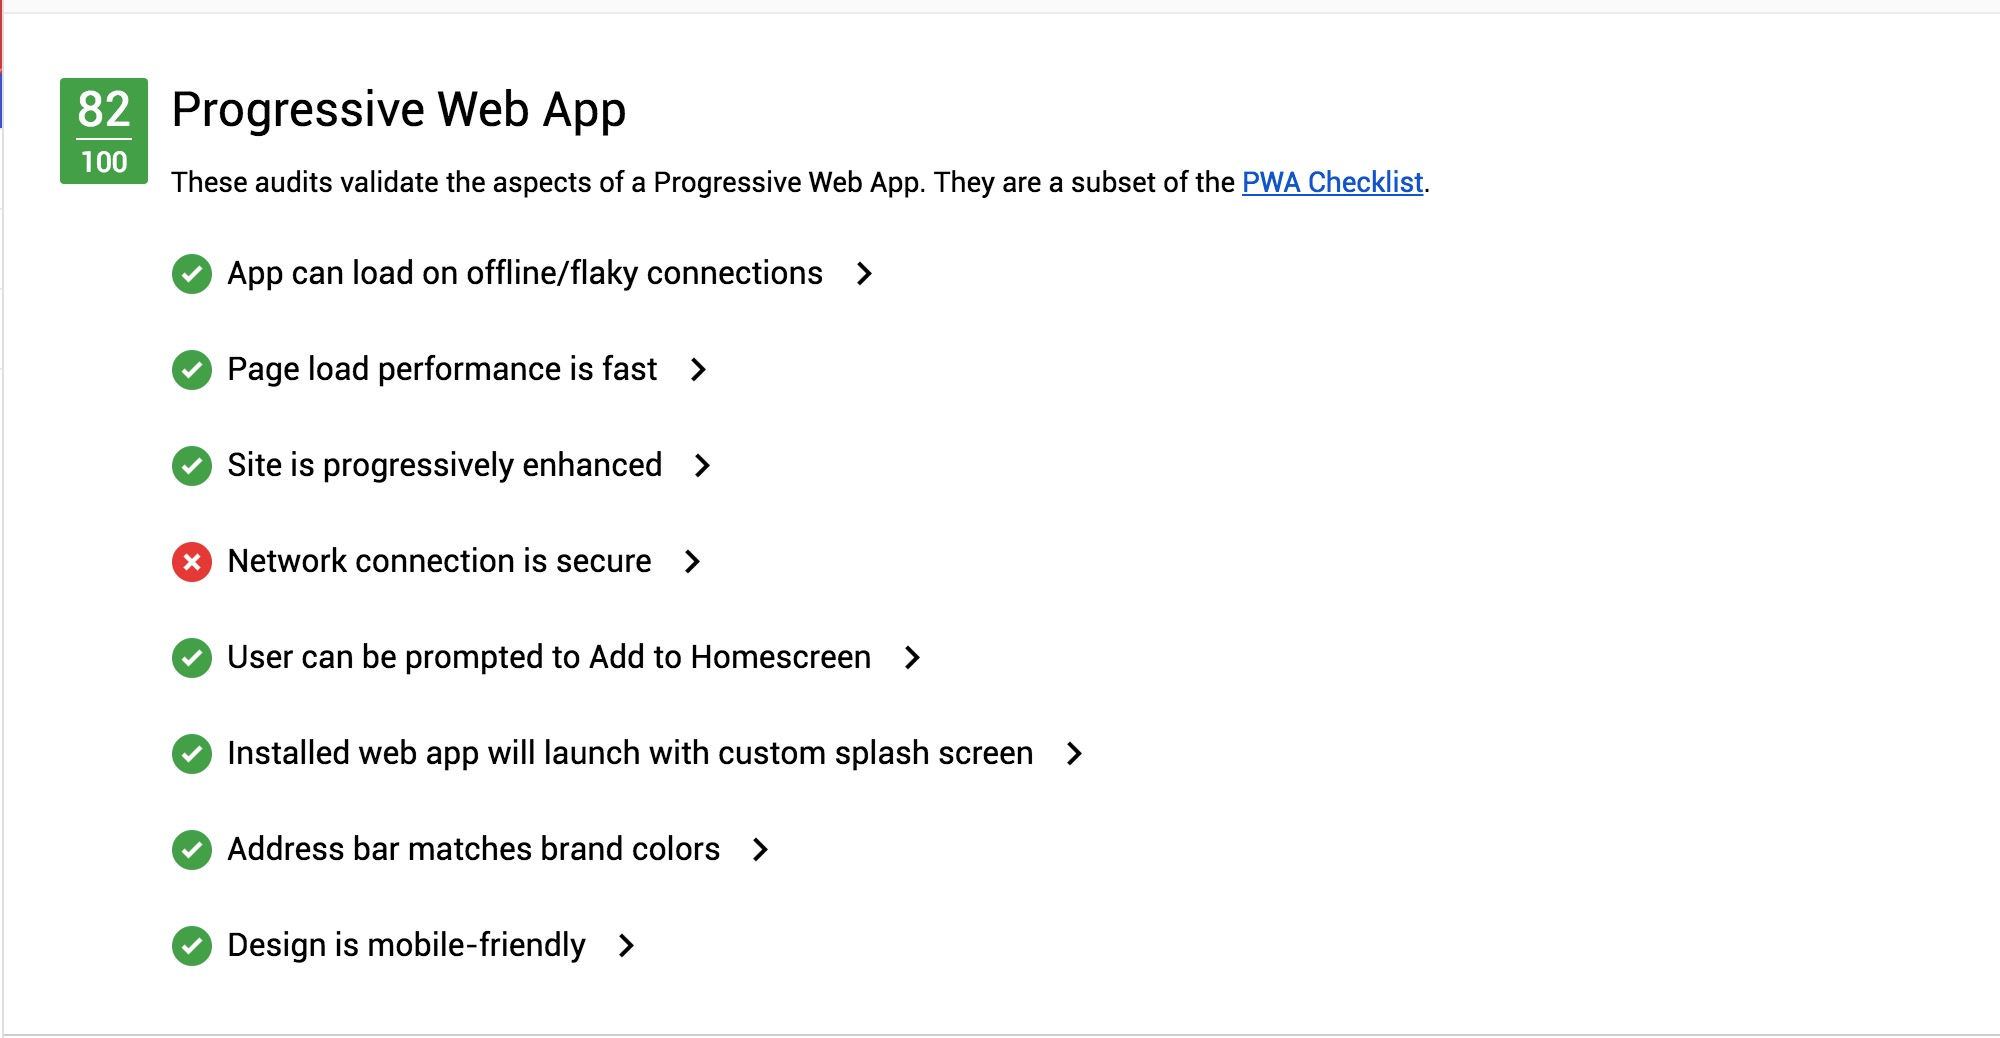 82
100
Progressive Web App
These audits validate the aspects of a Progressive Web App. They are a subset of the PWA Checklist.
App can load on offline/flaky connections
Page load performance is fast
Site is progressively enhanced
Network connection is secure
User can be prompted to Add to Homescreen
Installed web app will launch with custom splash screen
Address bar matches brand colors
Design is mobile-friendly